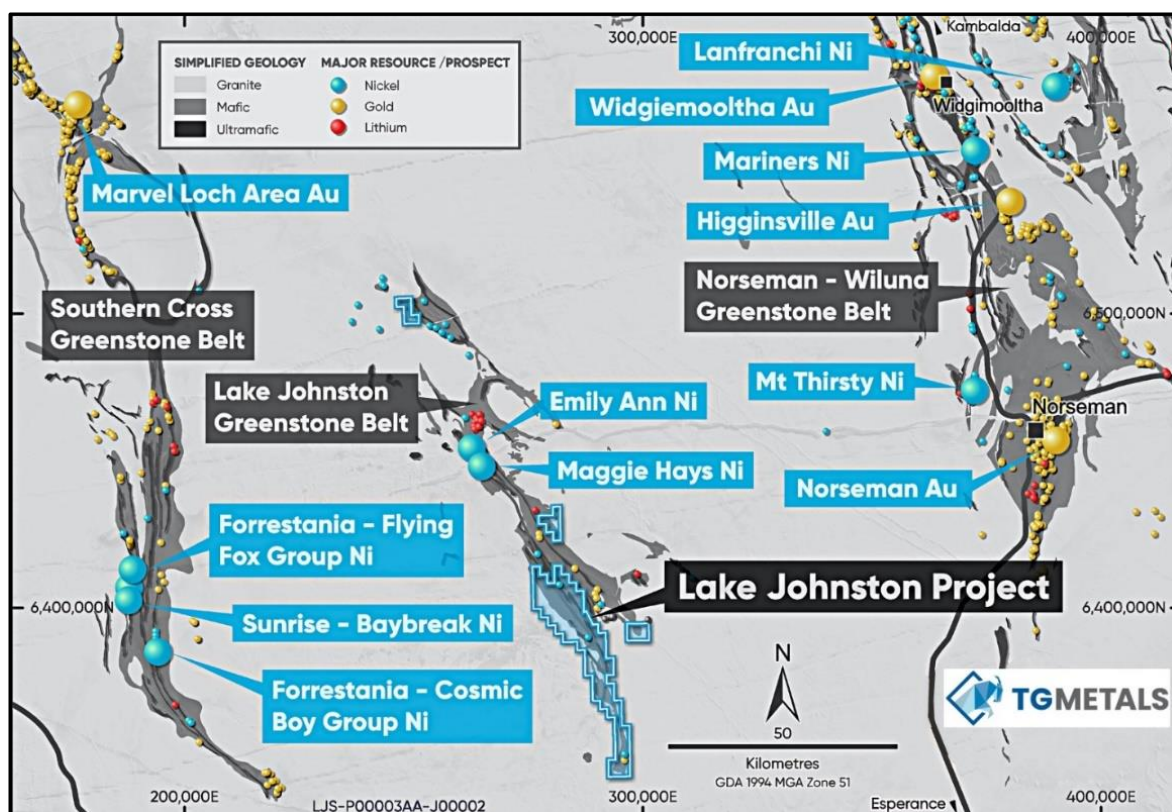 300,000E
Kambalda
400,000E
SIMPLIFIED GEOLOGY
Granite
Mafic
Ultramafic
MAJOR RESOURCE / PROSPECT
Nickel
Gold
Lithium
Lanfranchi Ni
Widgiemooltha Au
Widgimooltha
Mariners Ni
Marvel Loch Area Au
Higginsville Au
Norseman - Wiluna
Greenstone Belt
Southern Cross
Greenstone Belt
6,500,000N
Lake Johnston
Greenstone Belt
Emily Ann Ni
Mt Thirsty Ni
Norseman
Maggie Hays Ni
Norseman Au
Forrestania - Flying
Fox Group Ni
Lake Johnston Project
6,400,000N
6,400,000N
Sunrise - Baybreak Ni
Forrestania - Cosmic
Boy Group Ni
N
50
Kilometres
GDA 1994 MGA Zone 51
TGMETALS
200,000E
LJS-P00003AA-J00002
300,000E
Esperance
400,000E